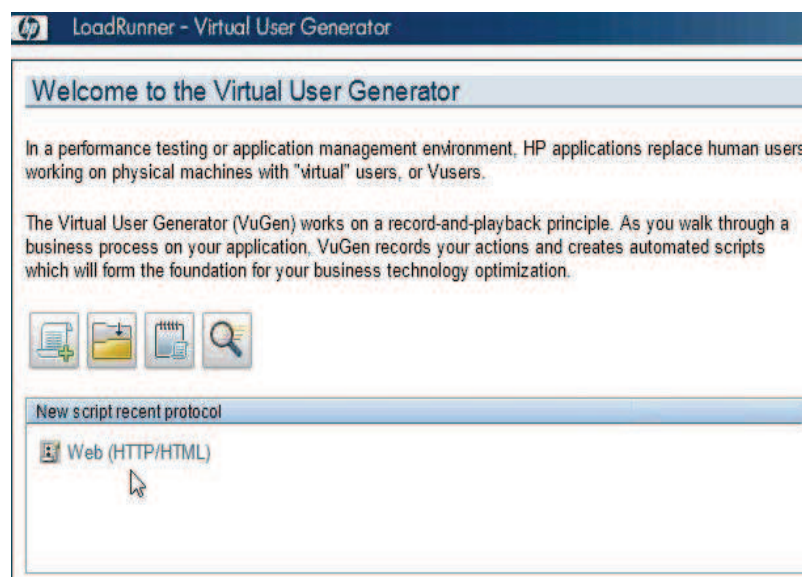 hp LoadRunner - Virtual User Generator
Welcome to the Virtual User Generator
In a performance testing or application management environment, HP applications replace human users
working on physical machines with "virtual" users, or Vusers.
The Virtual User Generator (VuGen) works on a record-and-playback principle. As you walk through a
business process on your application, VuGen records your actions and creates automated scripts
which will form the foundation for your business technology optimization.
New script recent protocol
Web (HTTP/HTML)